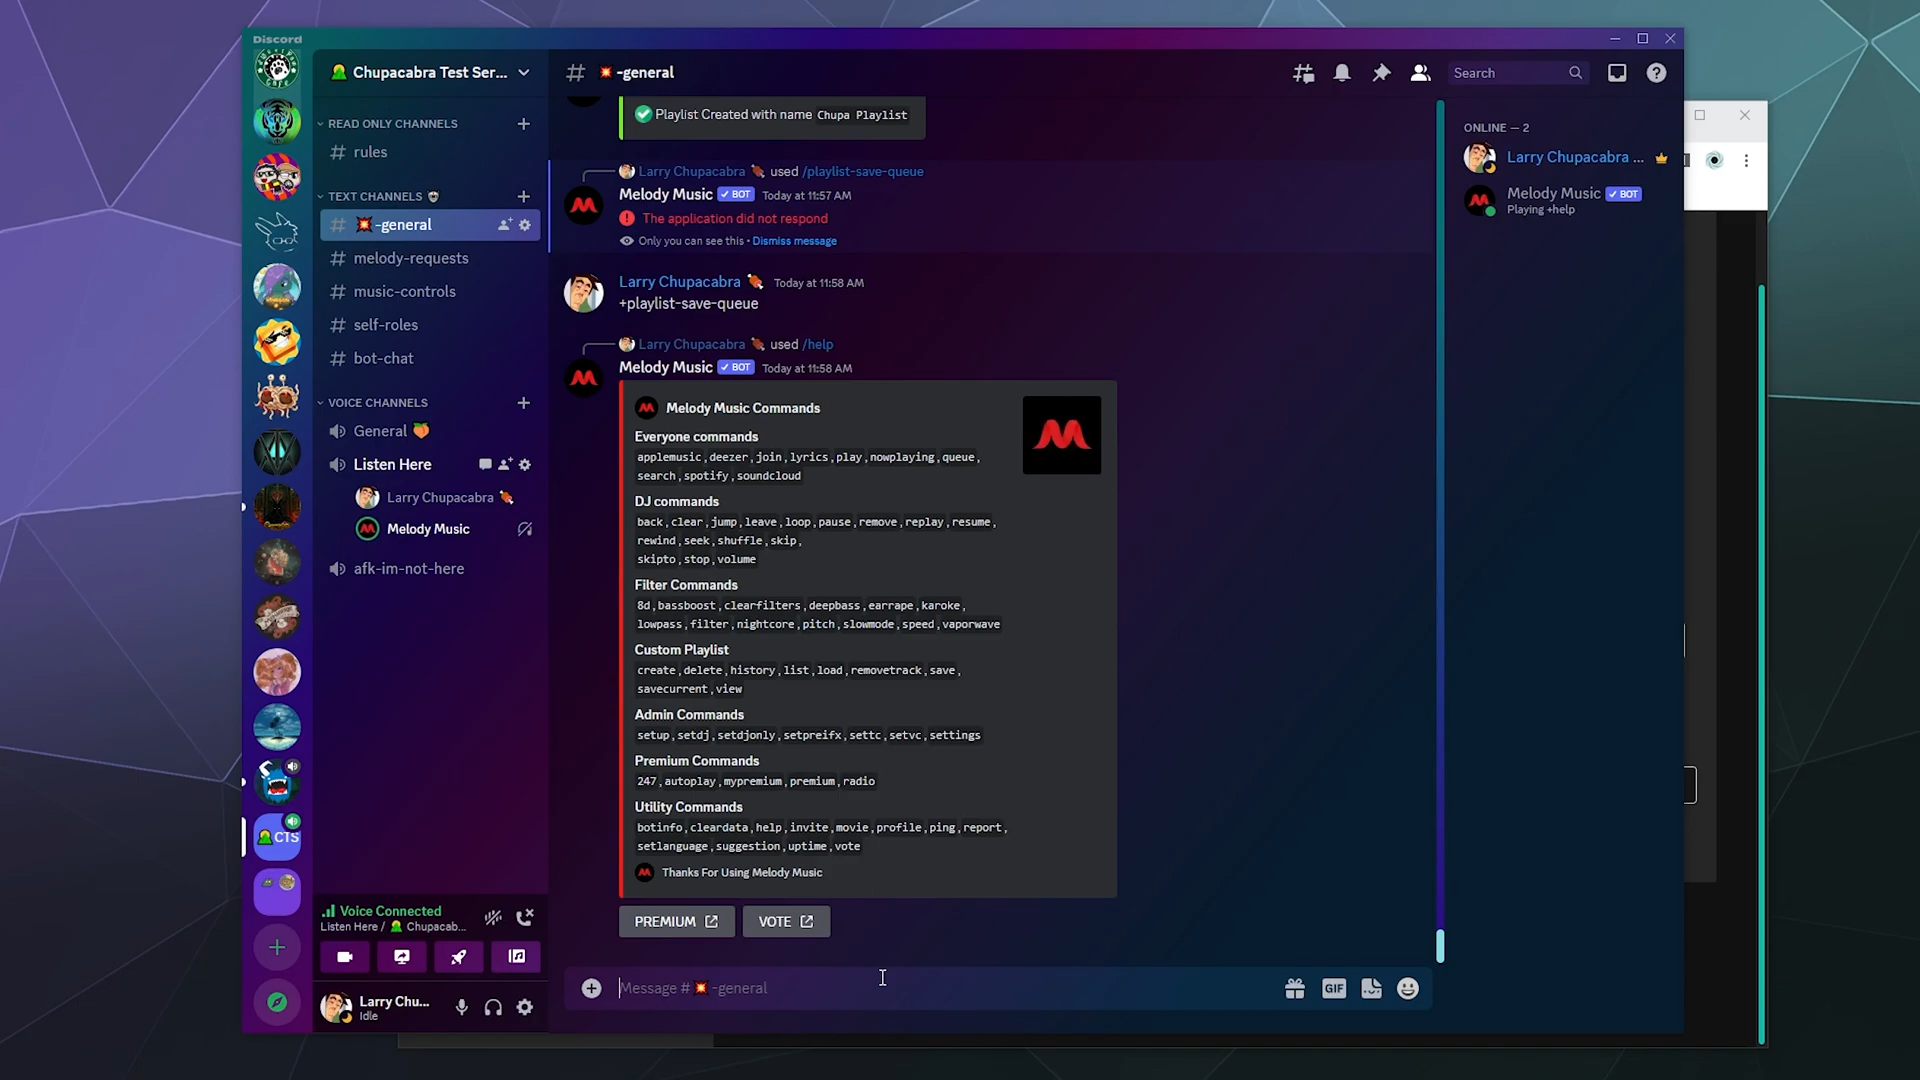 Discord
Chupacabra Test Ser...
READ ONLY CHANNELS
rules
TEXT CHANNELS
-general
melody-requests
music-controls
self-roles
bot-chat
VOICE CHANNELS
General
Listen Here
Larry Chupacabra
Melody Music
afk-im-not-here
CTS
Voice Connected
Listen Here / Chupacab...
Larry Chu...
Idle
# -general
Search
Playlist Created with name Chupa Playlist
Larry Chupacabra used /playlist-save-queue
Melody Music BOT Today at 11:57 AM
The application did not respond
Only you can see this • Dismiss message
Larry Chupacabra Today at 11:58 AM
+playlist-save-queue
Larry Chupacabra used /help
Melody Music BOT Today at 11:58 AM
Melody Music Commands
Everyone commands
applemusic,deezer,join,lyrics,play,nowplaying,queue,
search,spotify,soundcloud
DJ commands
back,clear,jump,leave,loop,pause,remove,replay,resume,
rewind,seek,shuffle,skip,
skipto,stop,volume
Filter Commands
8d,bassboost,clearfilters,deepbass,earrape,karoke,
lowpass,filter,nightcore,pitch,slowmode,speed,vaporwave
Custom Playlist
create,delete,history,list,load,removetrack,save,
savecurrent,view
Admin Commands
setup,setdj,setdjonly,setpreifx,settc,setvc,settings
Premium Commands
247,autoplay,mypremium,premium,radio
Utility Commands
botinfo,cleardata,help,invite,movie,profile,ping,report,
setlanguage,suggestion,uptime,vote
Thanks For Using Melody Music
PREMIUM
VOTE
Message # -general
GIF
ONLINE — 2
Larry Chupacabra ...
Melody Music BOT
Playing +help